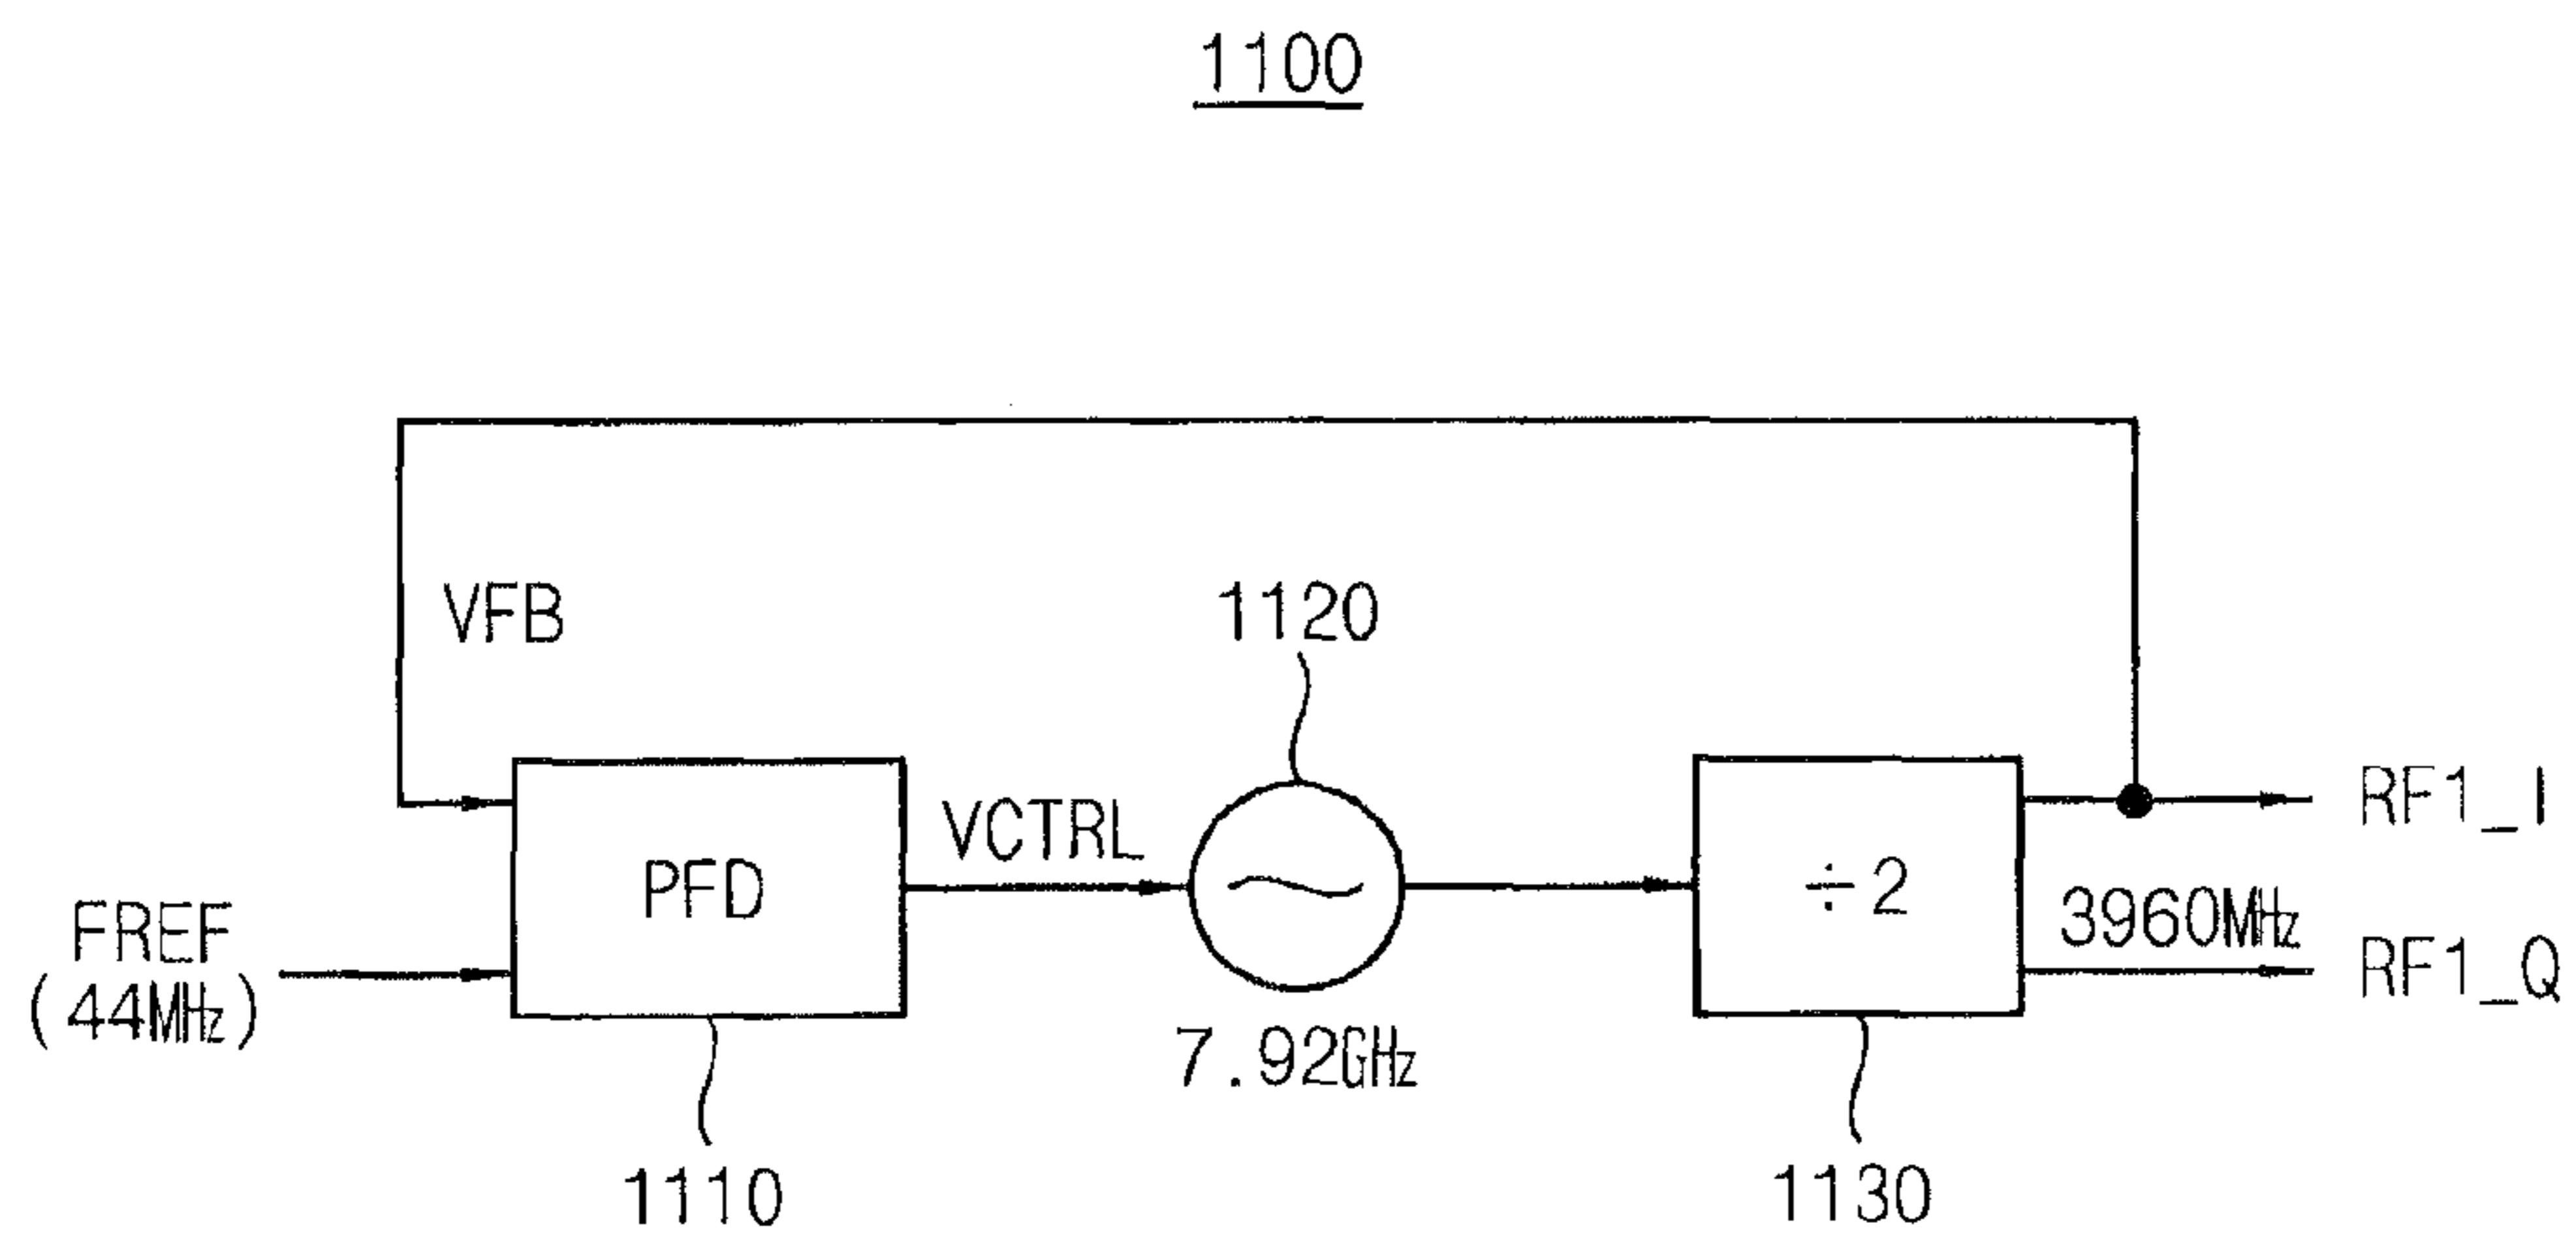 1100
VFB
1120
VCTRL
PFD
FREF
(44MHz)
÷2
RF1_I
3960MHz
RF1_Q
7.92GHz
1110
1130